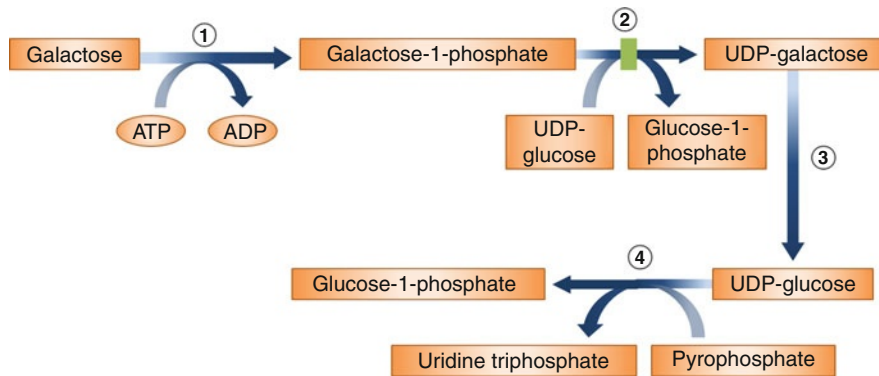 1
2
Galactose
Galactose-1-phosphate
UDP-galactose
ATP
ADP
UDP-
glucose
Glucose-1-
phosphate
3
4
Glucose-1-phosphate
UDP-glucose
Uridine triphosphate
Pyrophosphate